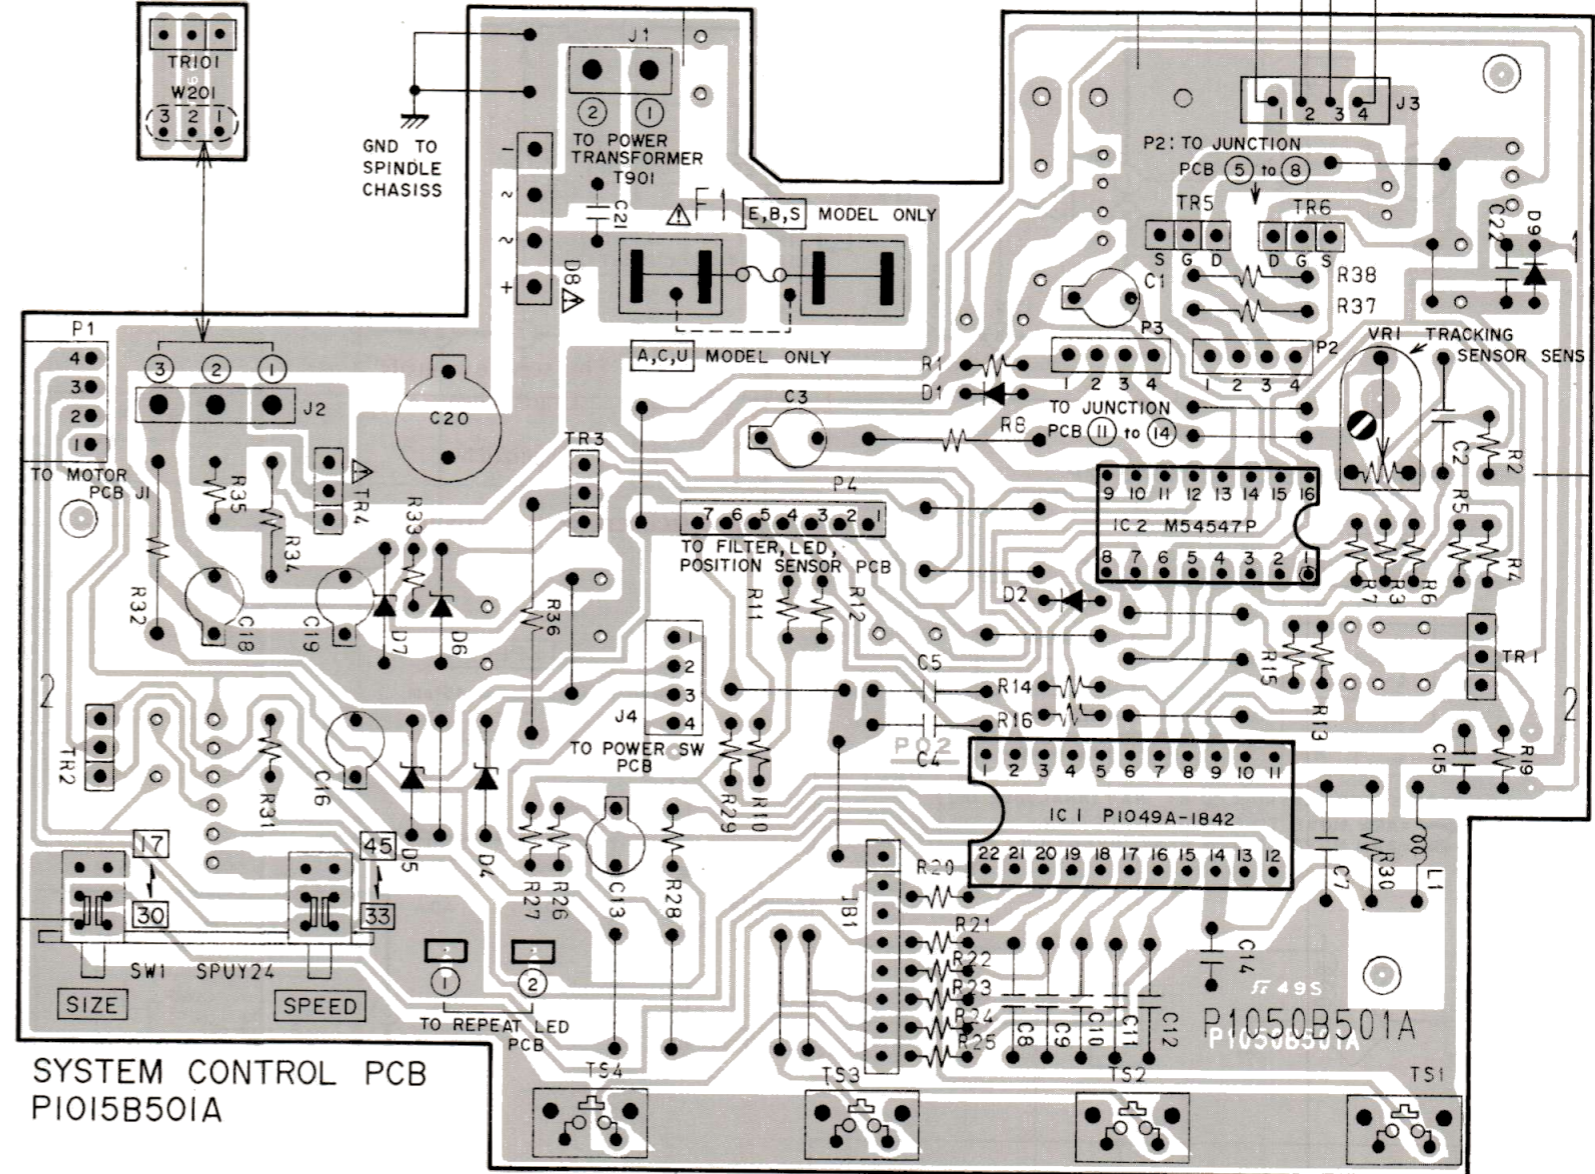 TR101
W201
3 2 1
GND TO
SPINDLE
CHASISS
J1
2 1
TO POWER
TRANSFORMER
T901
-
~
~
+
D8
C21
F1
E,B,S MODEL ONLY
A,C,U MODEL ONLY
J3
1 2 3 4
P2: TO JUNCTION
PCB 5 to 8
TR5 TR6
S G D D G S
R38
R37
C22
D9
C1
P3
1 2 3 4
P2
1 2 3 4
VR1 TRACKING
SENSOR SENS
R1
D1
TO JUNCTION
PCB 11 to 14
R8
C3
C2
R2
P1
4
3
2
1
TO MOTOR
PCB J1
3 2 1
J2
C20
TR3
TR4
R35
R34
R33
R32
C18
C19
D7
D6
R36
P4
7 6 5 4 3 2 1
TO FILTER, LED,
POSITION SENSOR PCB
R11
R12
9 10 11 12 13 14 15 16
IC2 M54547P
8 7 6 5 4 3 2 1
D2
R5
R7
R3
R6
R4
R15
R13
TR1
C5
R14
R16
C4
P02
J4
1
2
3
4
TO POWER SW
PCB
2
2
TR2
R31
C16
D5
D4
R27
R26
C13
R28
R29
R10
C15
R19
1 2 3 4 5 6 7 8 9 10 11
IC1 P1049A-1842
22 21 20 19 18 17 16 15 14 13 12
C7
R30
L1
17
30
45
33
SW1 SPUY24
SIZE
SPEED
1 2
TO REPEAT LED
PCB
IB1
R20
R21
R22
R23
R24
R25
C8
C9
C10
C11
C12
C14
49S
P1050B501A
P1050B501A
SYSTEM CONTROL PCB
P1015B501A
TS4
TS3
TS2
TS1